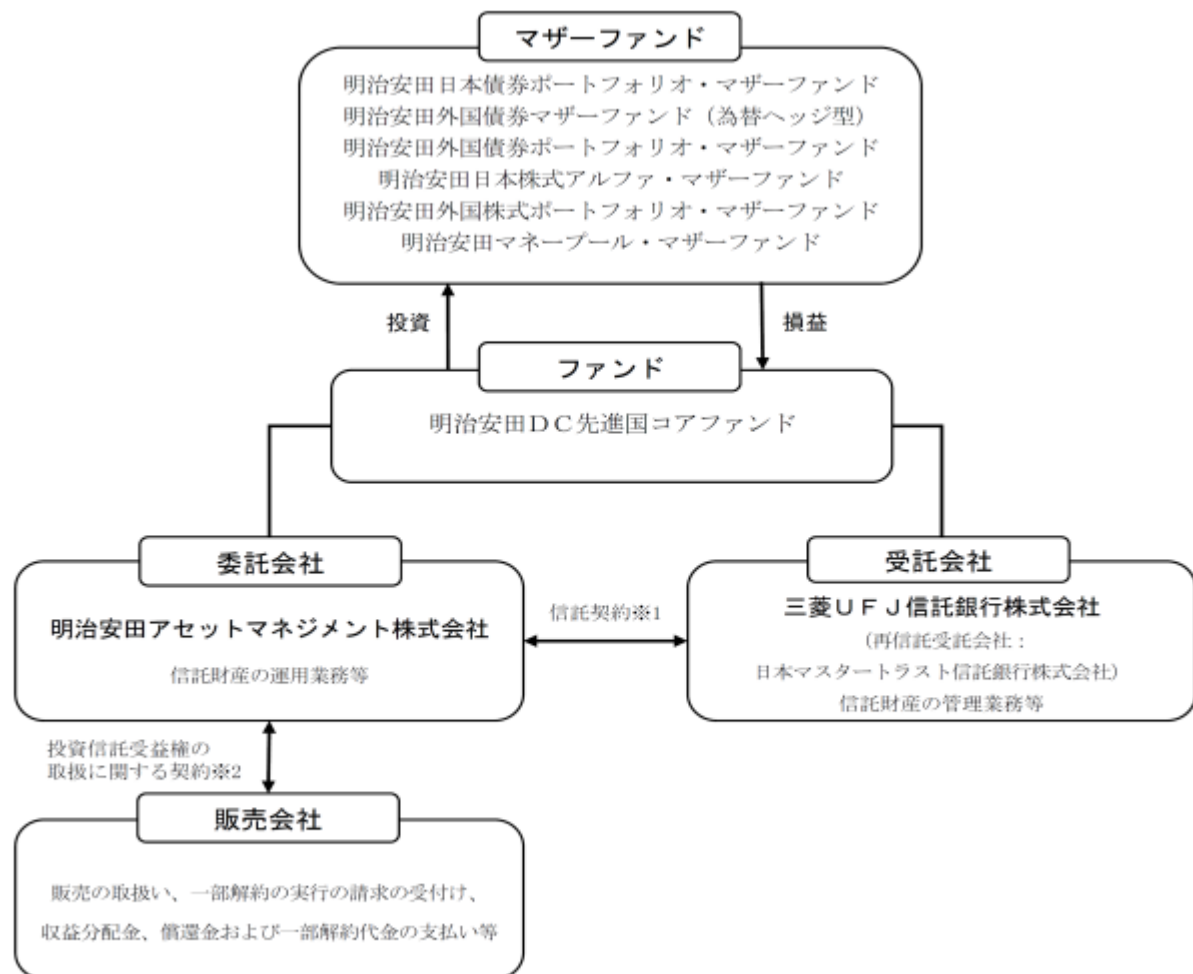 マザーファンド
明治安田日本債券ポートフォリオ・マザーファンド
明治安田外国債券マザーファンド（為替ヘッジ型）
明治安田外国債券ポートフォリオ・マザーファンド
明治安田日本株式アルファ・マザーファンド
明治安田外国株式ポートフォリオ・マザーファンド
明治安田マネープール・マザーファンド
投資
損益
ファンド
明治安田ＤＣ先進国コアファンド
委託会社
明治安田アセットマネジメント株式会社
信託財産の運用業務等
信託契約※1
受託会社
三菱ＵＦＪ信託銀行株式会社
（再信託受託会社：
日本マスタートラスト信託銀行株式会社）
信託財産の管理業務等
投資信託受益権の
取扱に関する契約※2
販売会社
販売の取扱い、一部解約の実行の請求の受付け、
収益分配金、償還金および一部解約代金の支払い等